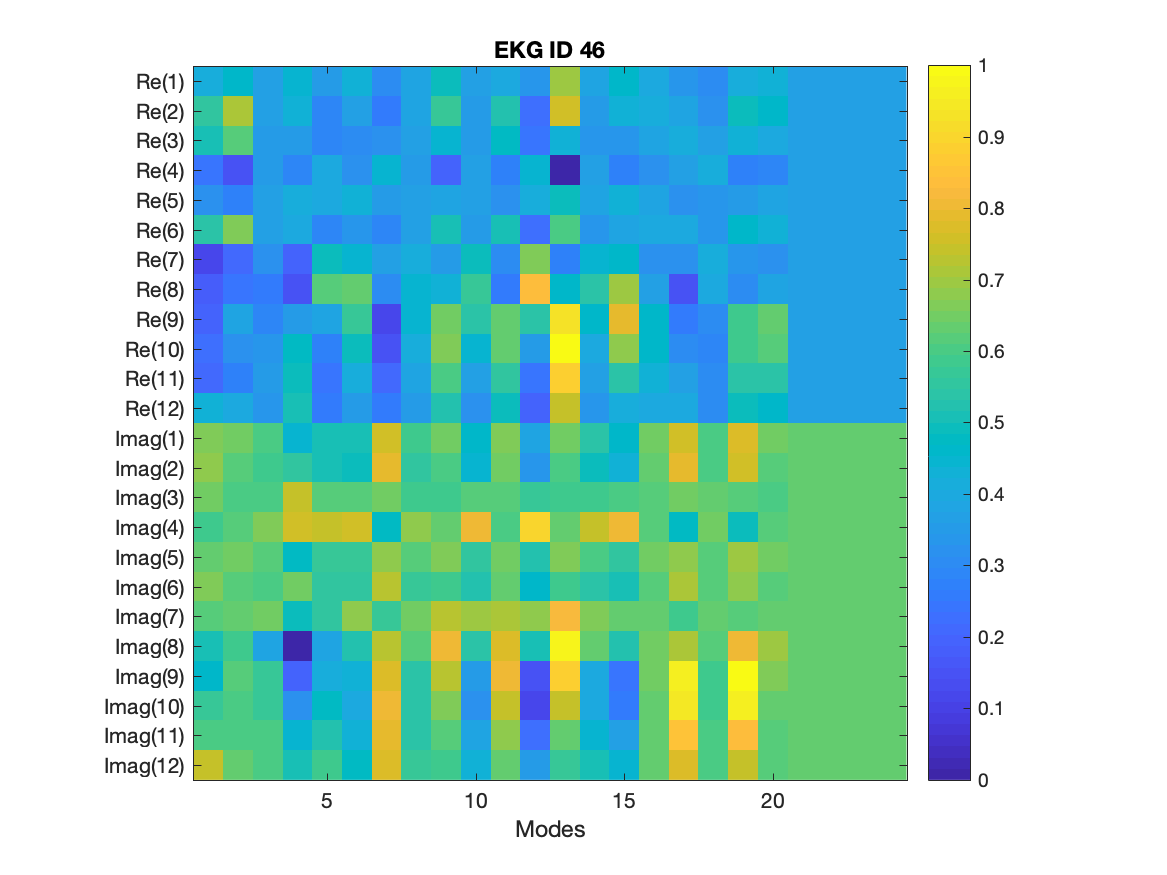 EKG ID 46
Re(1)
Re(2)
Re(3)
Re(4)
Re(5)
Re(6)
Re(7)
Re(8)
Re(9)
Re(10)
Re(11)
Re(12)
Imag(1)
Imag(2)
Imag(3)
Imag(4)
Imag(5)
Imag(6)
Imag(7)
Imag(8)
Imag(9)
Imag(10)
Imag(11)
Imag(12)
5 10 15 20
Modes
1
0.9
0.8
0.7
0.6
0.5
0.4
0.3
0.2
0.1
0